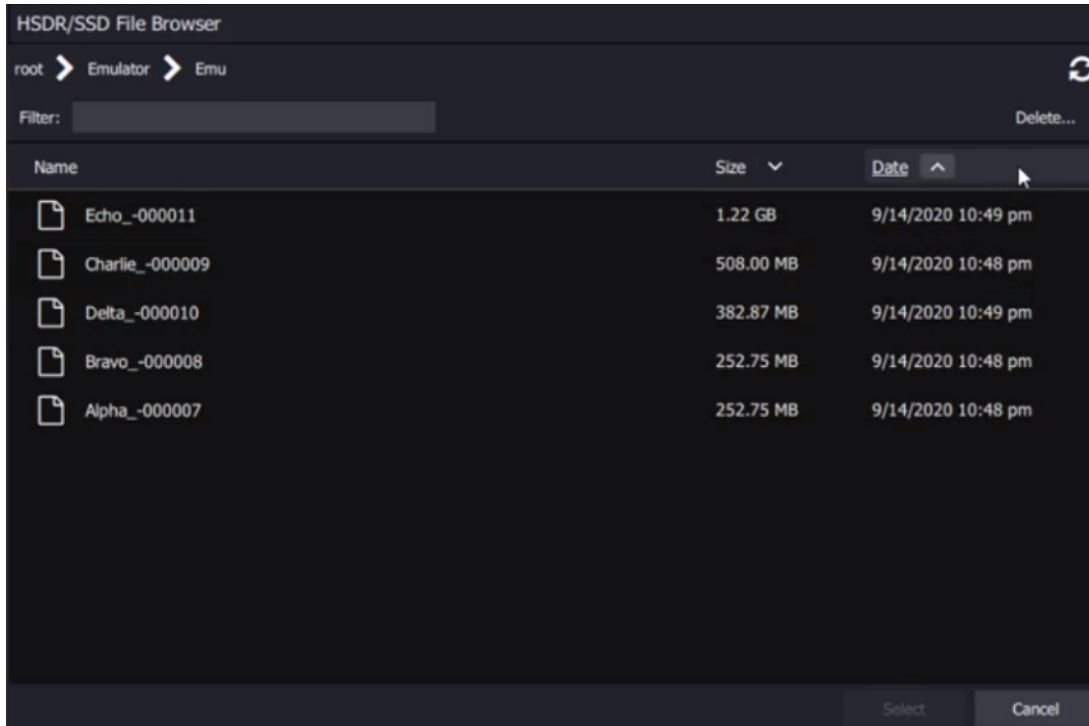 HSDR/SSD File Browser
root Emulator Emu
Filter: Delete...
Name Size Date
Echo_-000011 1.22 GB 9/14/2020 10:49 pm
Charlie_-000009 508.00 MB 9/14/2020 10:48 pm
Delta_-000010 382.87 MB 9/14/2020 10:49 pm
Bravo_-000008 252.75 MB 9/14/2020 10:48 pm
Alpha_-000007 252.75 MB 9/14/2020 10:48 pm
Select Cancel